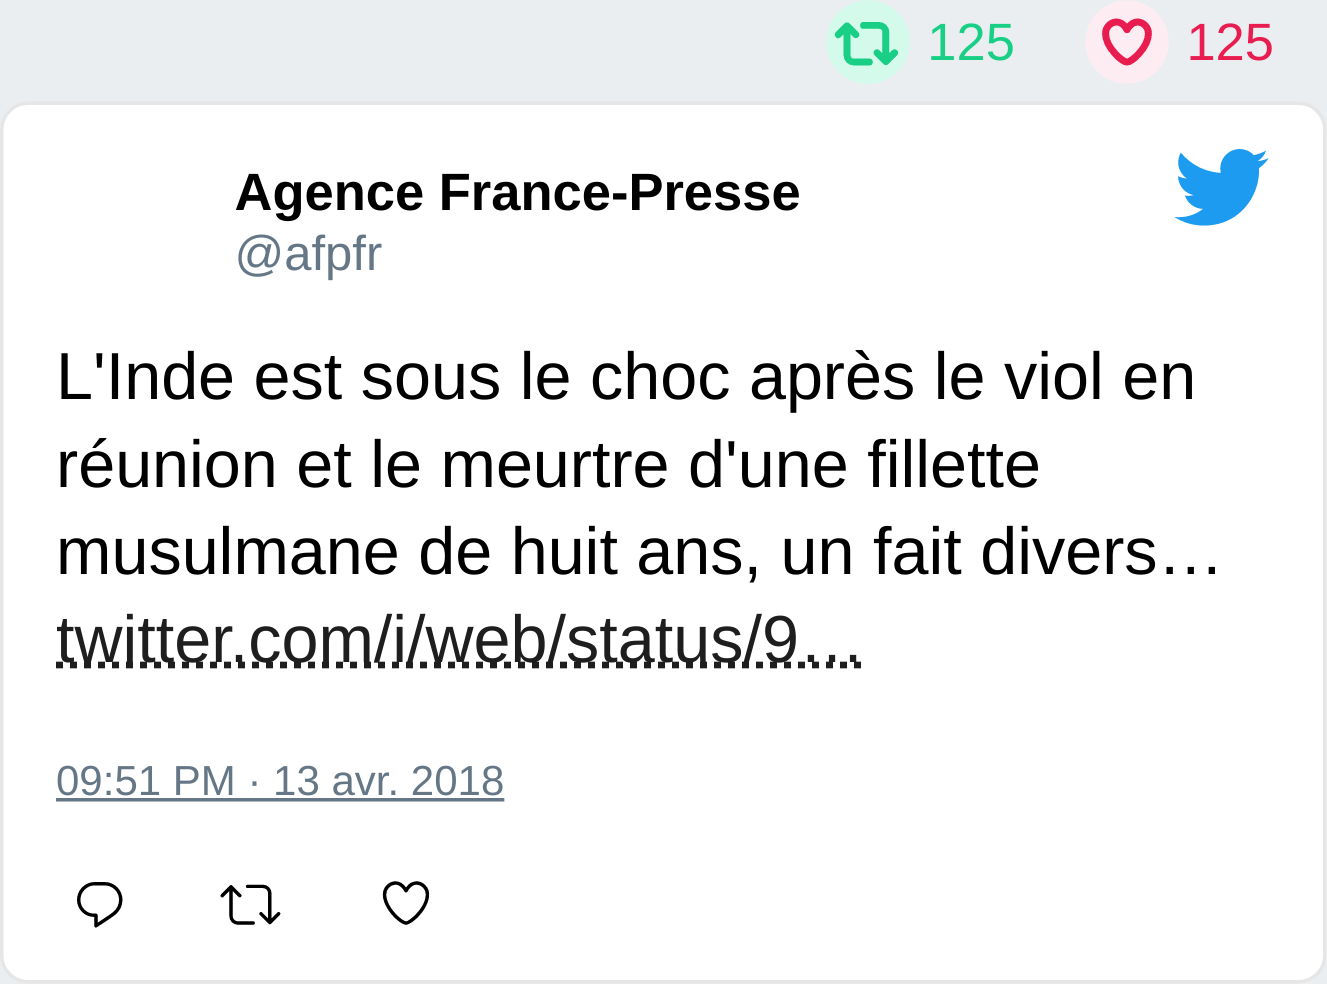 125 125
Agence France-Presse
@afpfr
L'Inde est sous le choc après le viol en
réunion et le meurtre d'une fillette
musulmane de huit ans, un fait divers…
twitter.com/i/web/status/9…
09:51 PM · 13 avr. 2018